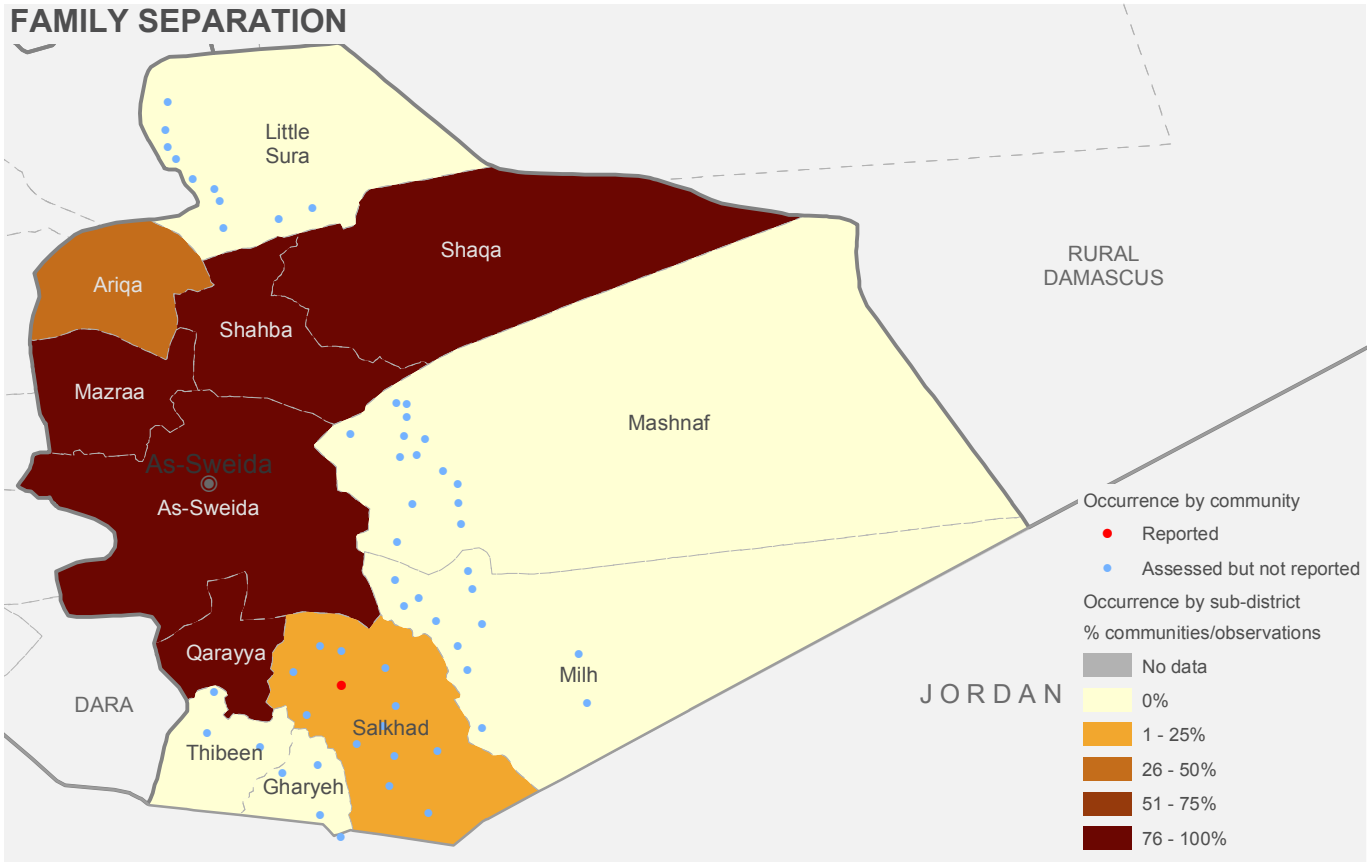 FAMILY SEPARATION
Little
Sura
Shaqa
RURAL
DAMASCUS
Ariqa
Shahba
Mazraa
Mashnaf
As-Sweida
As-Sweida
Qarayya
Milh
DARA
JORDAN
Salkhad
Thibeen
Gharyeh
Occurrence by community
Reported
Assessed but not reported
Occurrence by sub-district
% communities/observations
No data
0%
1 - 25%
26 - 50%
51 - 75%
76 - 100%